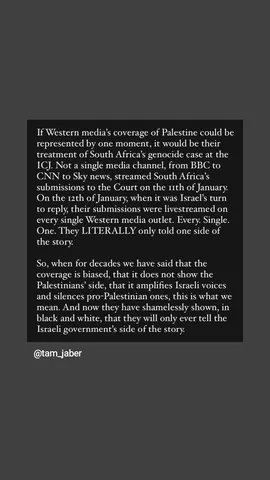 If Western media's coverage of Palestine could be
represented by one moment, it would be their
treatment of South Africa's genocide case at the
ICJ. Not a single media channel, from BBC to
CNN to Sky news, streamed South Africa's
submissions to the Court on the 11th of January.
On the 12th of January, when it was Israel's turn
to reply, their submissions were livestreamed on
every single Western media outlet. Every. Single.
One. They LITERALLY only told one side of
the story.
So, when for decades we have said that the
coverage is biased, that it does not show the
Palestinians' side, that it amplifies Israeli voices
and silences pro-Palestinian ones, this is what we
mean. And now they have shamelessly shown, in
black and white, that they will only ever tell the
Israeli government's side of the story.
@tam_jaber